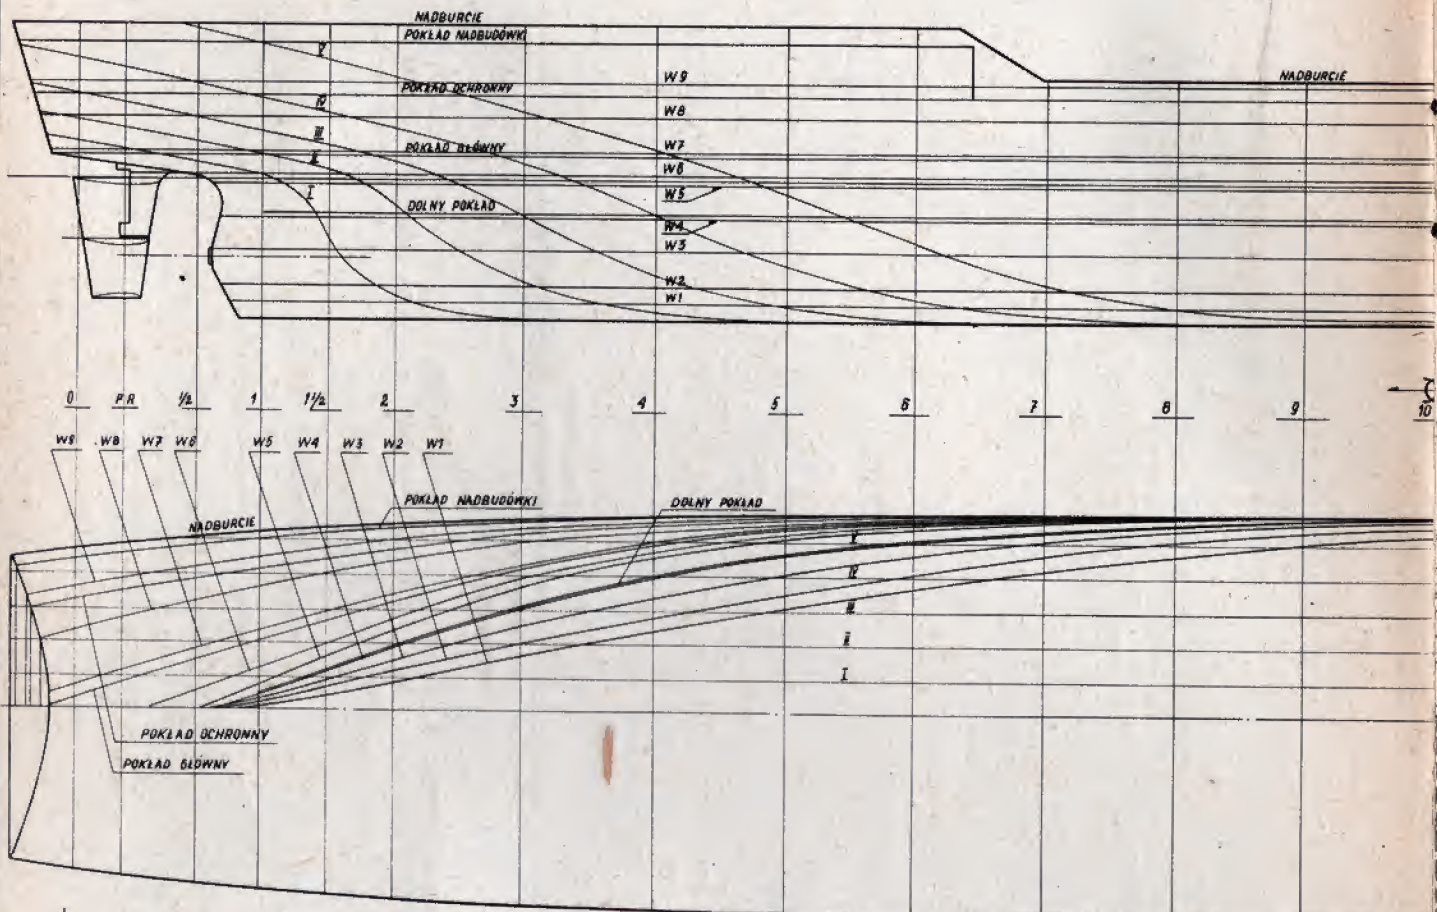 NADBURCIE
POKŁAD NADBUDÓWKI
V
W9
NADBURCIE
POKŁAD OCHRONNY
IV
W8
III
POKŁAD GŁÓWNY
W7
II
W6
I
W5
DOLNY POKŁAD
W4
W3
W2
W1
0 PR 1/2 1 1 1/2 2 3 4 5 6 7 8 9 10
W9 W8 W7 W6 W5 W4 W3 W2 W1
POKŁAD NADBUDÓWKI
DOLNY POKŁAD
NADBURCIE
V
IV
III
II
I
POKŁAD OCHRONNY
POKŁAD GŁÓWNY